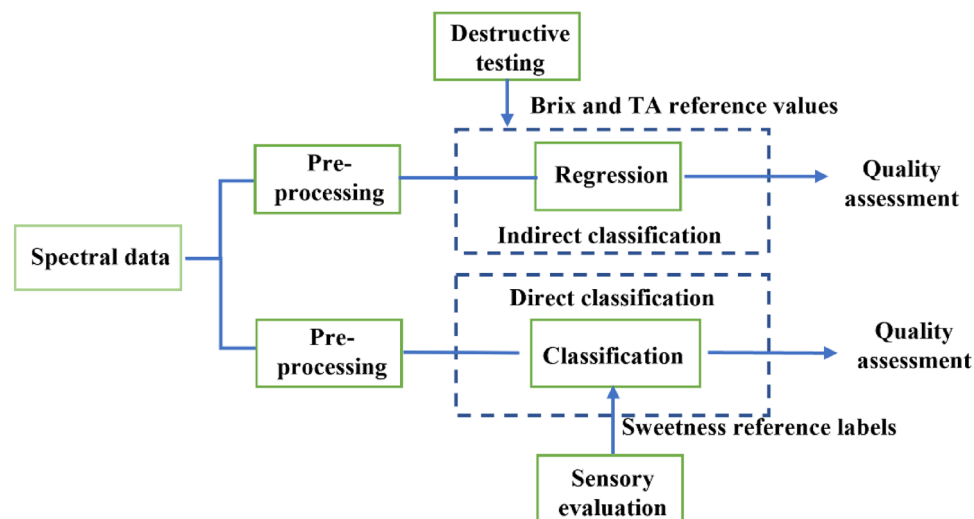 Destructive
testing
Brix and TA reference values
Pre-
processing
Regression
Quality
assessment
Indirect classification
Spectral data
Direct classification
Pre-
processing
Classification
Quality
assessment
Sweetness reference labels
Sensory
evaluation